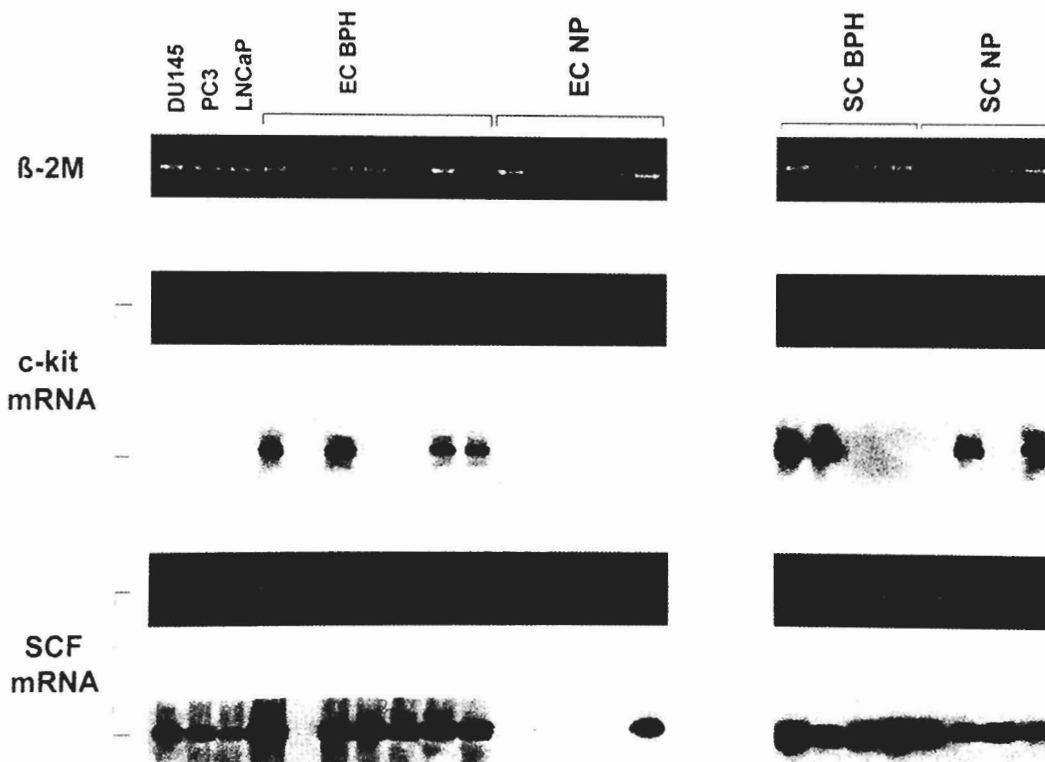 DU145
PC3
LNCaP
EC BPH
EC NP
SC BPH
SC NP
ß-2M
c-kit
mRNA
SCF
mRNA